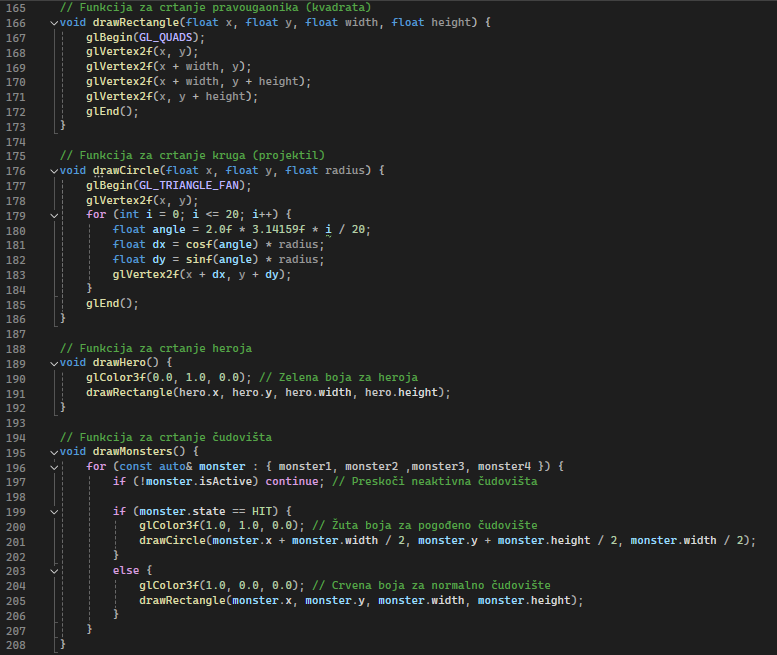 165 // Funkcija za crtanje pravougaonika (kvadrata)
166 void drawRectangle(float x, float y, float width, float height) {
167 glBegin(GL_QUADS);
168 glVertex2f(x, y);
169 glVertex2f(x + width, y);
170 glVertex2f(x + width, y + height);
171 glVertex2f(x, y + height);
172 glEnd();
173 }
174
175 // Funkcija za crtanje kruga (projektil)
176 void drawCircle(float x, float y, float radius) {
177 glBegin(GL_TRIANGLE_FAN);
178 glVertex2f(x, y);
179 for (int i = 0; i <= 20; i++) {
180 float angle = 2.0f * 3.14159f * i / 20;
181 float dx = cosf(angle) * radius;
182 float dy = sinf(angle) * radius;
183 glVertex2f(x + dx, y + dy);
184 }
185 glEnd();
186 }
187
188 // Funkcija za crtanje heroja
189 void drawHero() {
190 glColor3f(0.0, 1.0, 0.0); // Zelena boja za heroja
191 drawRectangle(hero.x, hero.y, hero.width, hero.height);
192 }
193
194 // Funkcija za crtanje čudovišta
195 void drawMonsters() {
196 for (const auto& monster : { monster1, monster2 ,monster3, monster4 }) {
197 if (!monster.isActive) continue; // Preskoči neaktivna čudovišta
198
199 if (monster.state == HIT) {
200 glColor3f(1.0, 1.0, 0.0); // Žuta boja za pogođeno čudovište
201 drawCircle(monster.x + monster.width / 2, monster.y + monster.height / 2, monster.width / 2);
202 }
203 else {
204 glColor3f(1.0, 0.0, 0.0); // Crvena boja za normalno čudovište
205 drawRectangle(monster.x, monster.y, monster.width, monster.height);
206 }
207 }
208 }